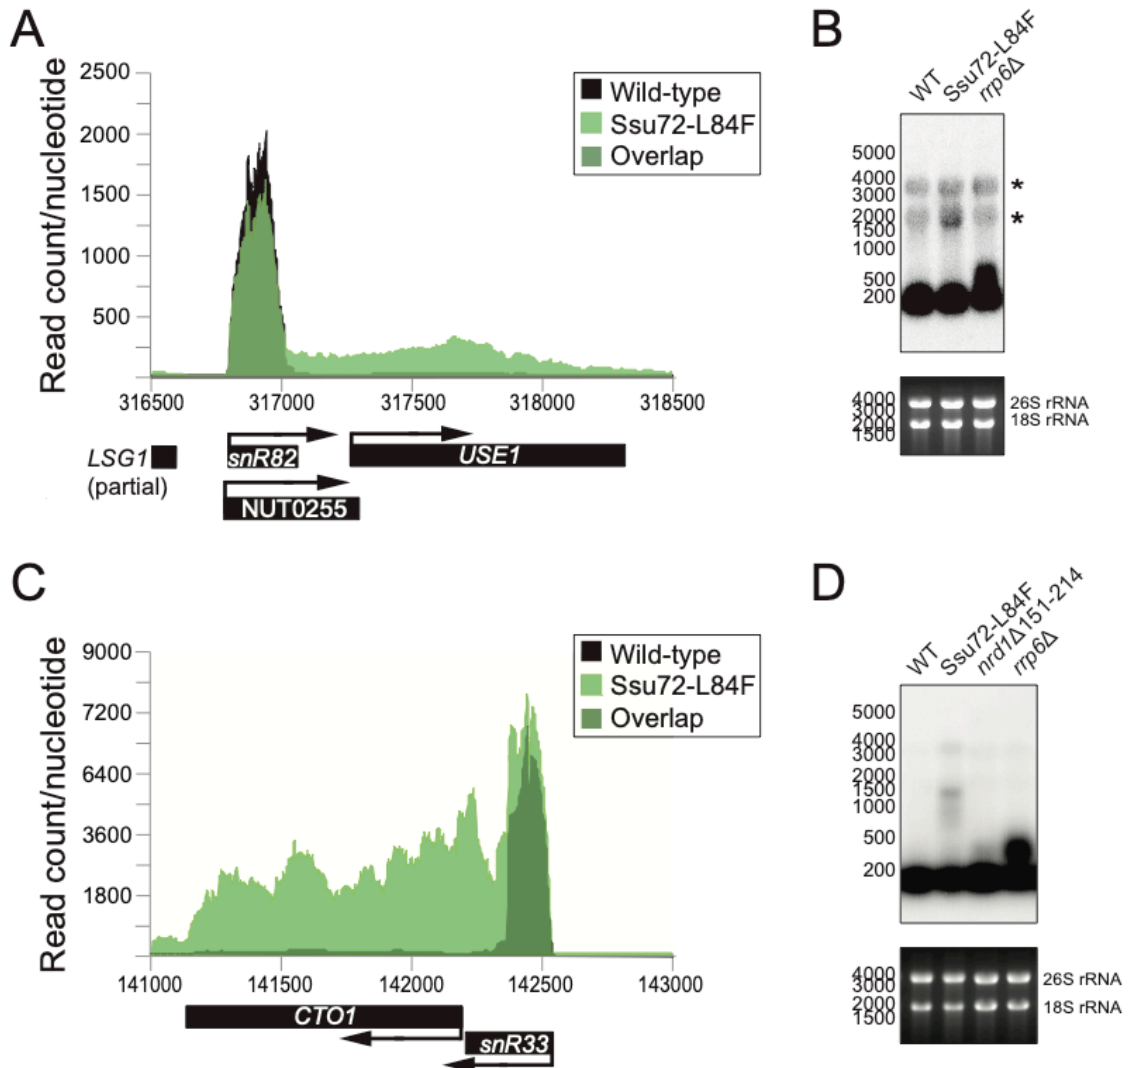 A
2500
2000
1500
1000
500
Read count/nucleotide
Wild-type
Ssu72-L84F
Overlap
316500 317000 317500 318000 318500
LSG1
(partial)
snR82
USE1
NUT0255
B
WT
Ssu72-L84F
rrp6Δ
5000
4000
3000
2000
1500
1000
500
200
*
*
4000
3000
2000
1500
26S rRNA
18S rRNA
C
9000
7200
6400
3600
1800
Read count/nucleotide
Wild-type
Ssu72-L84F
Overlap
141000 141500 142000 142500 143000
CTO1
snR33
D
WT
Ssu72-L84F
nrd1Δ151-214
rrp6Δ
5000
4000
3000
2000
1500
1000
500
200
4000
3000
2000
1500
26S rRNA
18S rRNA